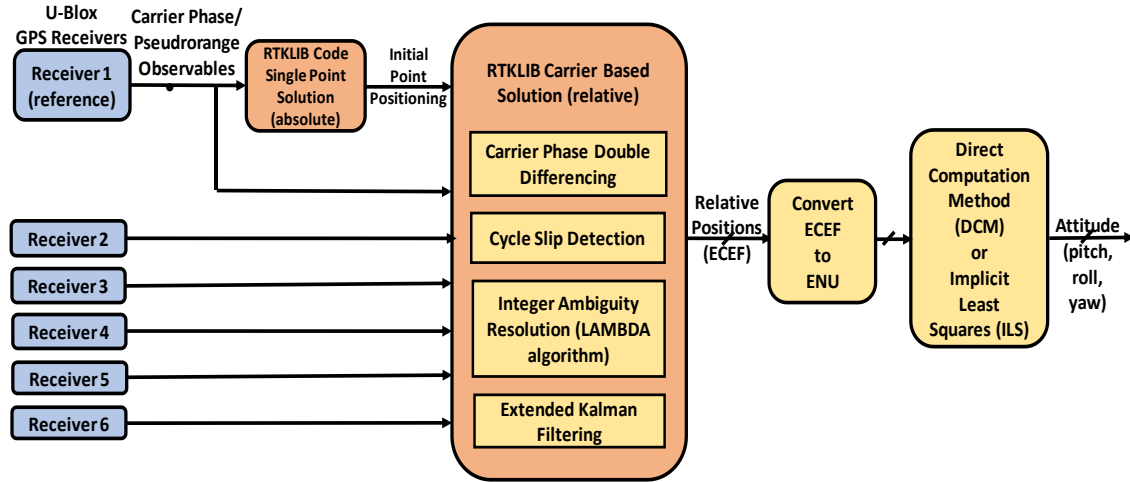 U-Blox
GPS Receivers
Carrier Phase/
Pseudrorange
Observables
Receiver 1
(reference)
RTKLIB Code
Single Point
Solution
(absolute)
Initial
Point
Positioning
RTKLIB Carrier Based
Solution (relative)
Carrier Phase Double
Differencing
Cycle Slip Detection
Integer Ambiguity
Resolution (LAMBDA
algorithm)
Extended Kalman
Filtering
Receiver 2
Receiver 3
Receiver 4
Receiver 5
Receiver 6
Relative
Positions
(ECEF)
Convert
ECEF
to
ENU
Direct
Computation
Method
(DCM)
or
Implicit
Least
Squares (ILS)
Attitude
(pitch,
roll,
yaw)